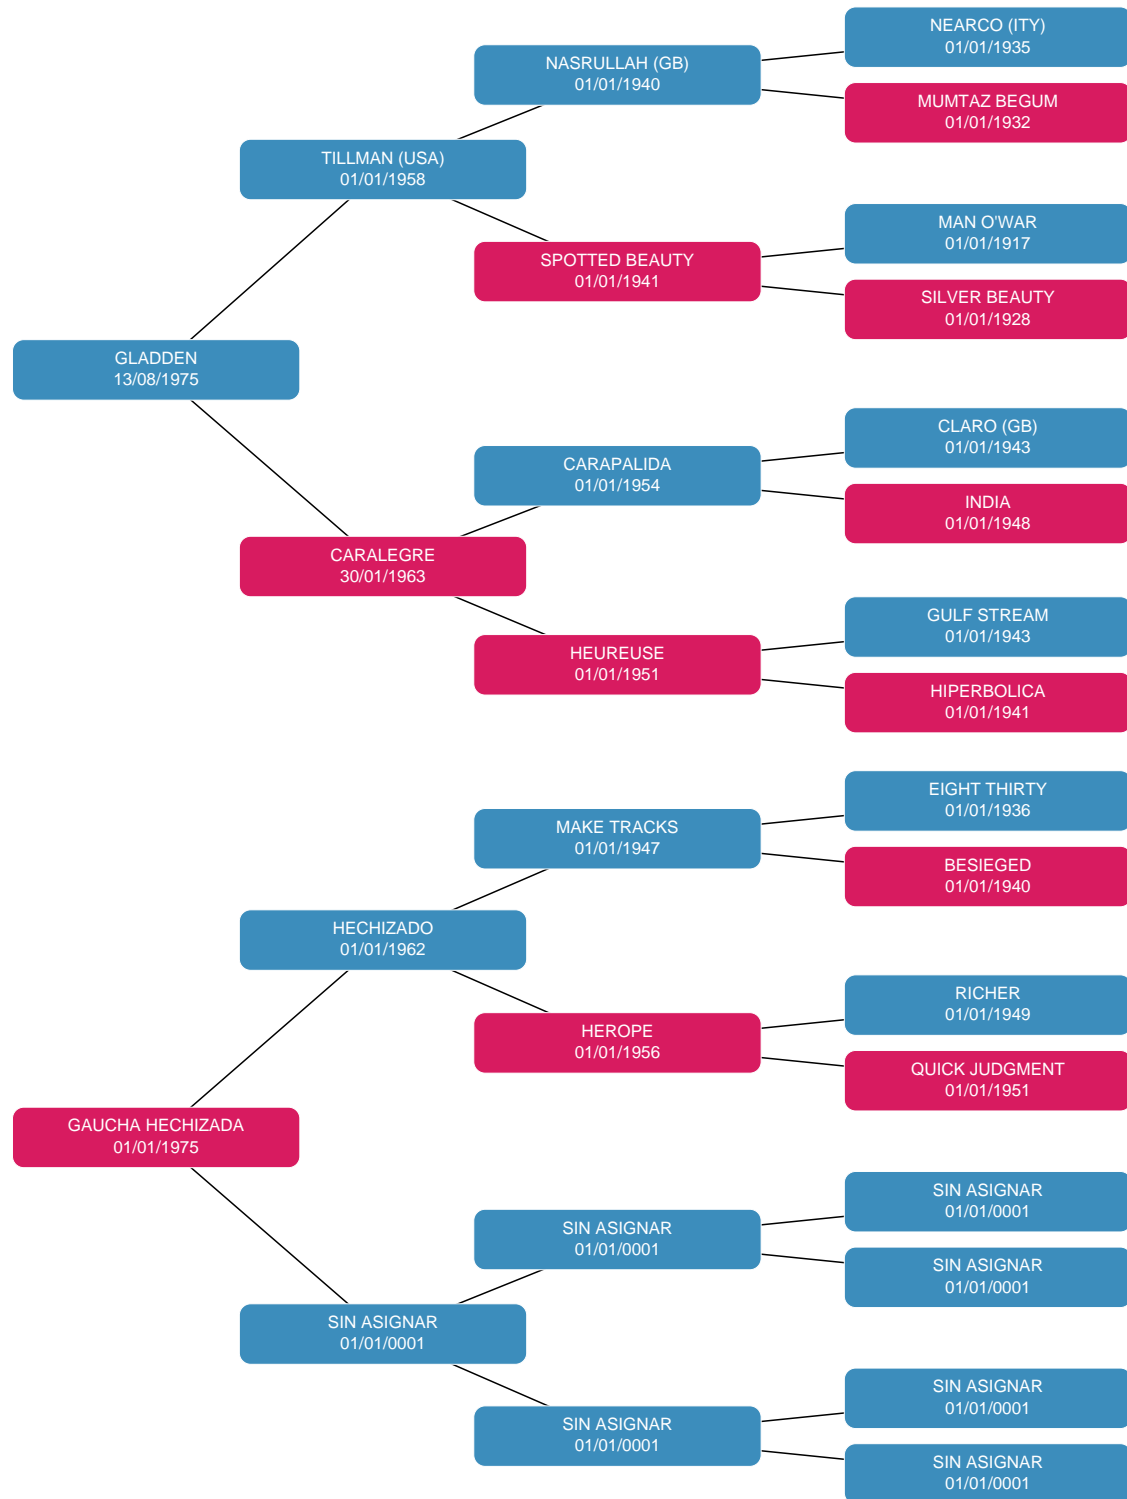 NEARCO (ITY)
01/01/1935
NASRULLAH (GB)
01/01/1940
MUMTAZ BEGUM
01/01/1932
TILLMAN (USA)
01/01/1958
MAN O'WAR
01/01/1917
SPOTTED BEAUTY
01/01/1941
SILVER BEAUTY
01/01/1928
GLADDEN
13/08/1975
CLARO (GB)
01/01/1943
CARAPALIDA
01/01/1954
INDIA
01/01/1948
CARALEGRE
30/01/1963
GULF STREAM
01/01/1943
HEUREUSE
01/01/1951
HIPERBOLICA
01/01/1941
EIGHT THIRTY
01/01/1936
MAKE TRACKS
01/01/1947
BESIEGED
01/01/1940
HECHIZADO
01/01/1962
RICHER
01/01/1949
HEROPE
01/01/1956
QUICK JUDGMENT
01/01/1951
GAUCHA HECHIZADA
01/01/1975
SIN ASIGNAR
01/01/0001
SIN ASIGNAR
01/01/0001
SIN ASIGNAR
01/01/0001
SIN ASIGNAR
01/01/0001
SIN ASIGNAR
01/01/0001
SIN ASIGNAR
01/01/0001
SIN ASIGNAR
01/01/0001